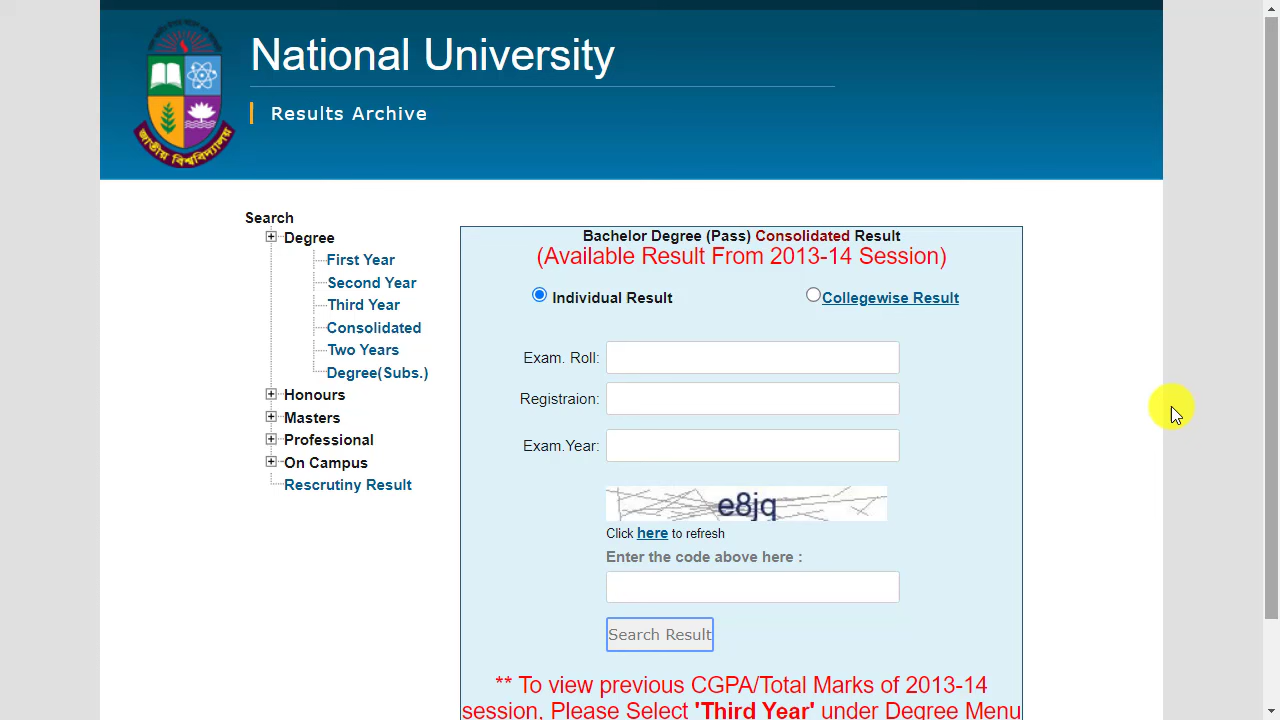 National University
Results Archive
জাতীয় বিশ্ববিদ্যালয়
Search
Degree
First Year
Second Year
Third Year
Consolidated
Two Years
Degree(Subs.)
Honours
Masters
Professional
On Campus
Rescrutiny Result
Bachelor Degree (Pass) Consolidated Result
(Available Result From 2013-14 Session)
Individual Result
Collegewise Result
Exam. Roll:
Registraion:
Exam.Year:
e8jq
Click here to refresh
Enter the code above here :
Search Result
** To view previous CGPA/Total Marks of 2013-14
session, Please Select 'Third Year' under Degree Menu